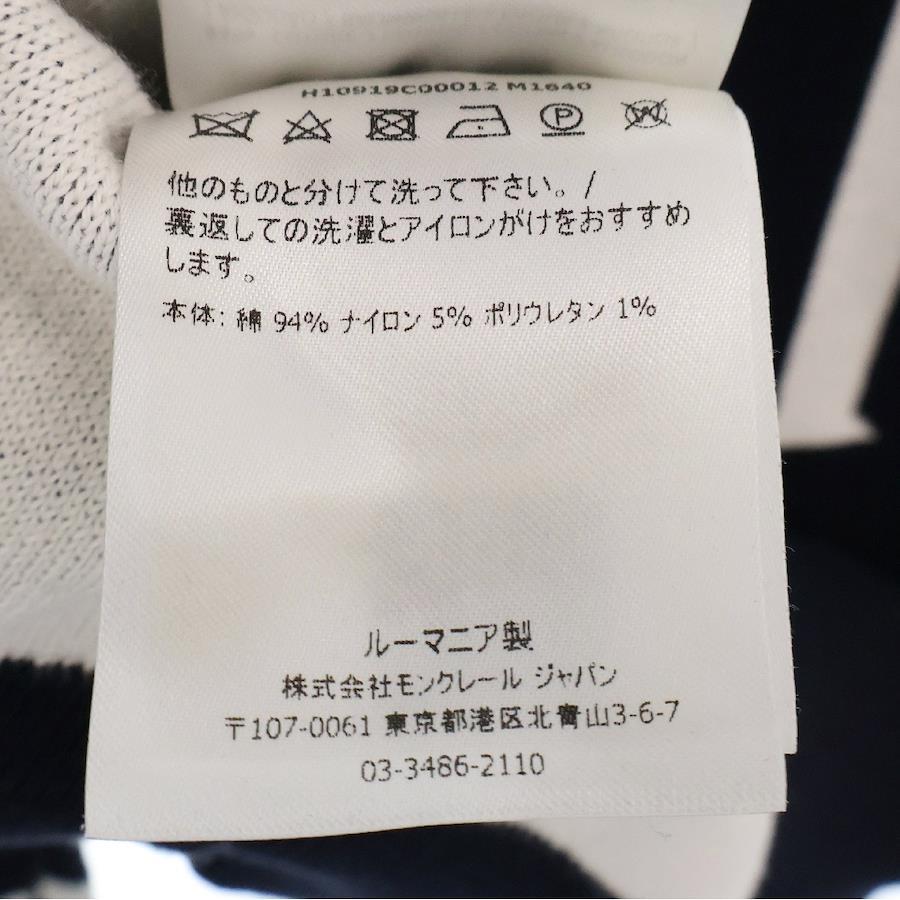 H10919C00012 M1640
P
W
他のものと分けて洗って下さい。/
裏返しての洗濯とアイロンがけをおすすめ
します。
本体: 綿 94% ナイロン 5% ポリウレタン 1%
ルーマニア製
株式会社モンクレール ジャパン
〒107-0061 東京都港区北青山3-6-7
03-3486-2110